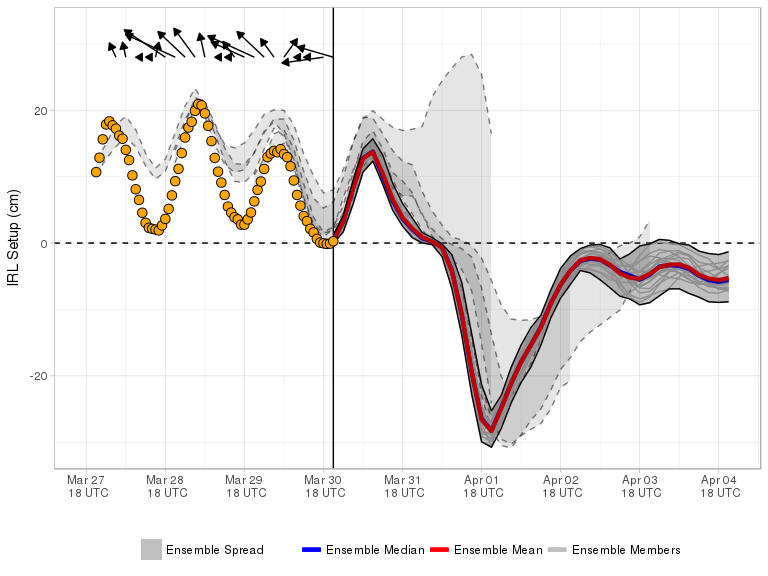 IRL Setup (cm)
20
0
-20
Mar 27 Mar 28 Mar 29 Mar 30 Mar 31 Apr 01 Apr 02 Apr 03 Apr 04
18 UTC 18 UTC 18 UTC 18 UTC 18 UTC 18 UTC 18 UTC 18 UTC 18 UTC
Ensemble Spread Ensemble Median Ensemble Mean Ensemble Members